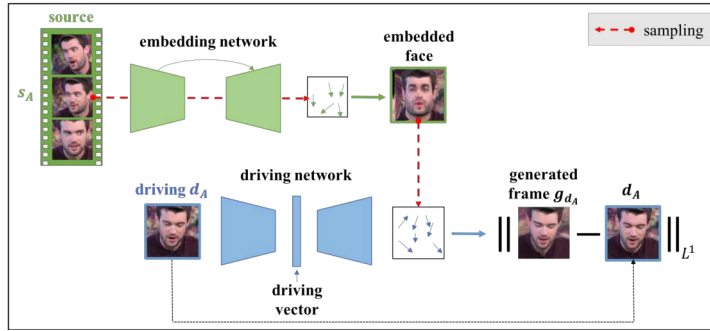 source
embedding network
embedded
face
sampling
s_A
driving d_A
driving network
generated
frame g_{d_A}
d_A
|| — ||_{L^1}
driving
vector